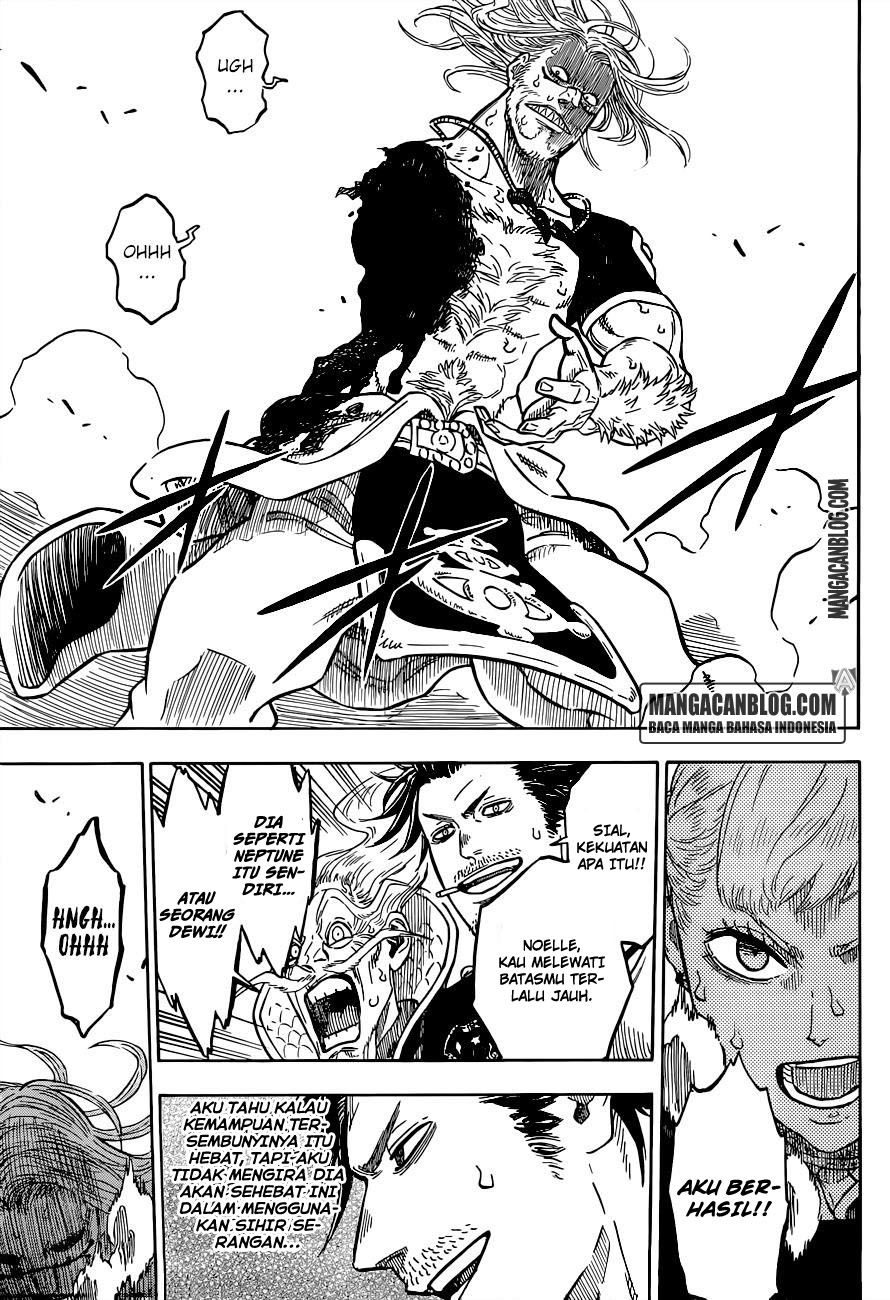 UGH
...
OHHH
...
MANGACANBLOG.COM
MANGACANBLOG.COM
BACA MANGA BAHASA INDONESIA
AKU BER-
HASIL!!
SIAL,
KEKUATAN
APA ITU!!
NOELLE,
KAU MELEWATI
BATASMU TER-
LALU JAUH.
DIA
SEPERTI
NEPTUNE
ITU SEN-
DIRI...
ATAU
SEORANG
DEWI!!
AKU TAHU KALAU
KEMAMPUAN TER-
SEMBUNYINYA ITU
HEBAT, TAPI AKU
TIDAK MENGIRA DIA
AKAN SEHEBAT INI
DALAM MENGGUNA-
KAN SIHIR SE-
RANGAN...
HNGH...
OHHH